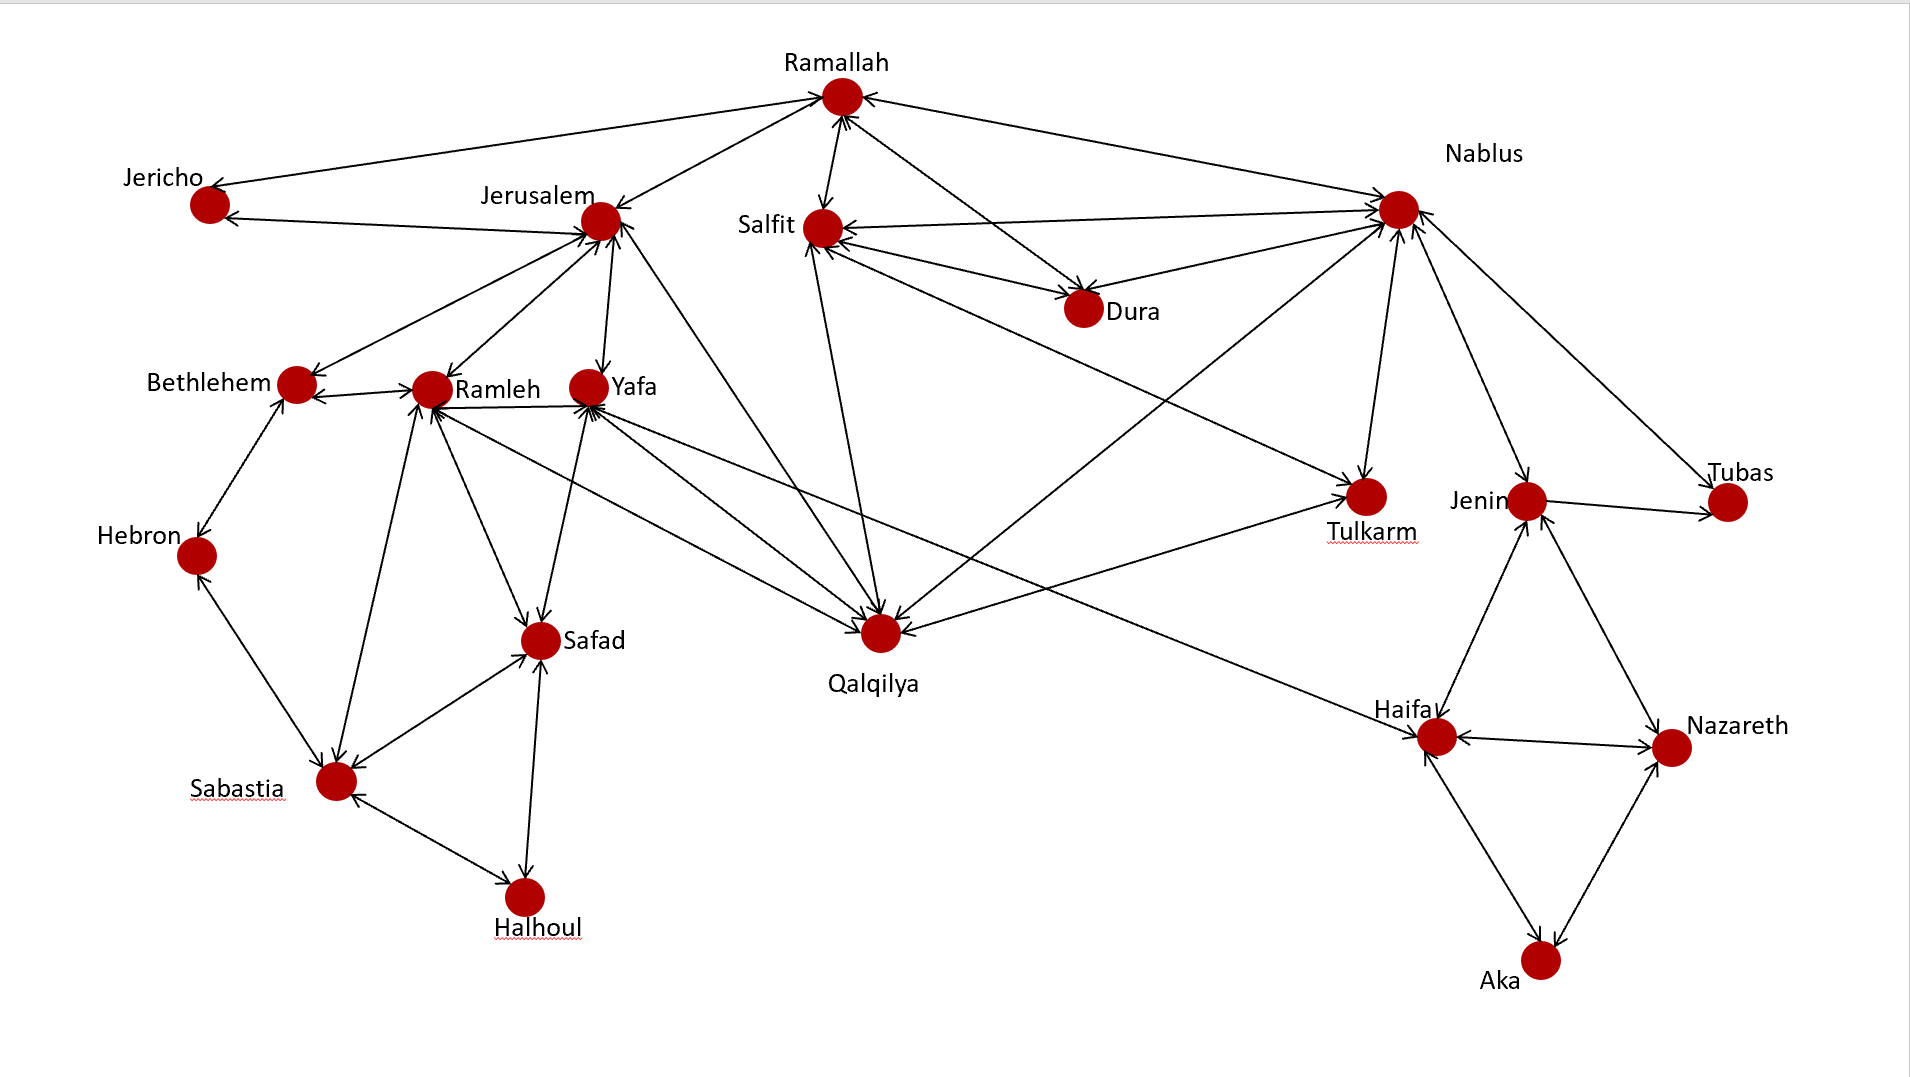 Ramallah
Nablus
Jericho
Jerusalem
Salfit
Dura
Bethlehem
Ramleh
Yafa
Tubas
Jenin
Tulkarm
Hebron
Safad
Qalqilya
Haifa
Nazareth
Sabastia
Halhoul
Aka